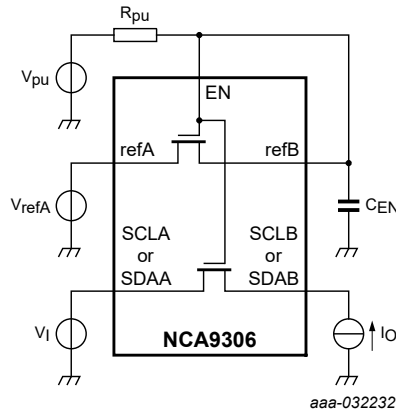 Rpu
Vpu
EN
refA
refB
VrefA
CEN
SCLA
or
SDAA
SCLB
or
SDAB
VI
NCA9306
IO
aaa-032232